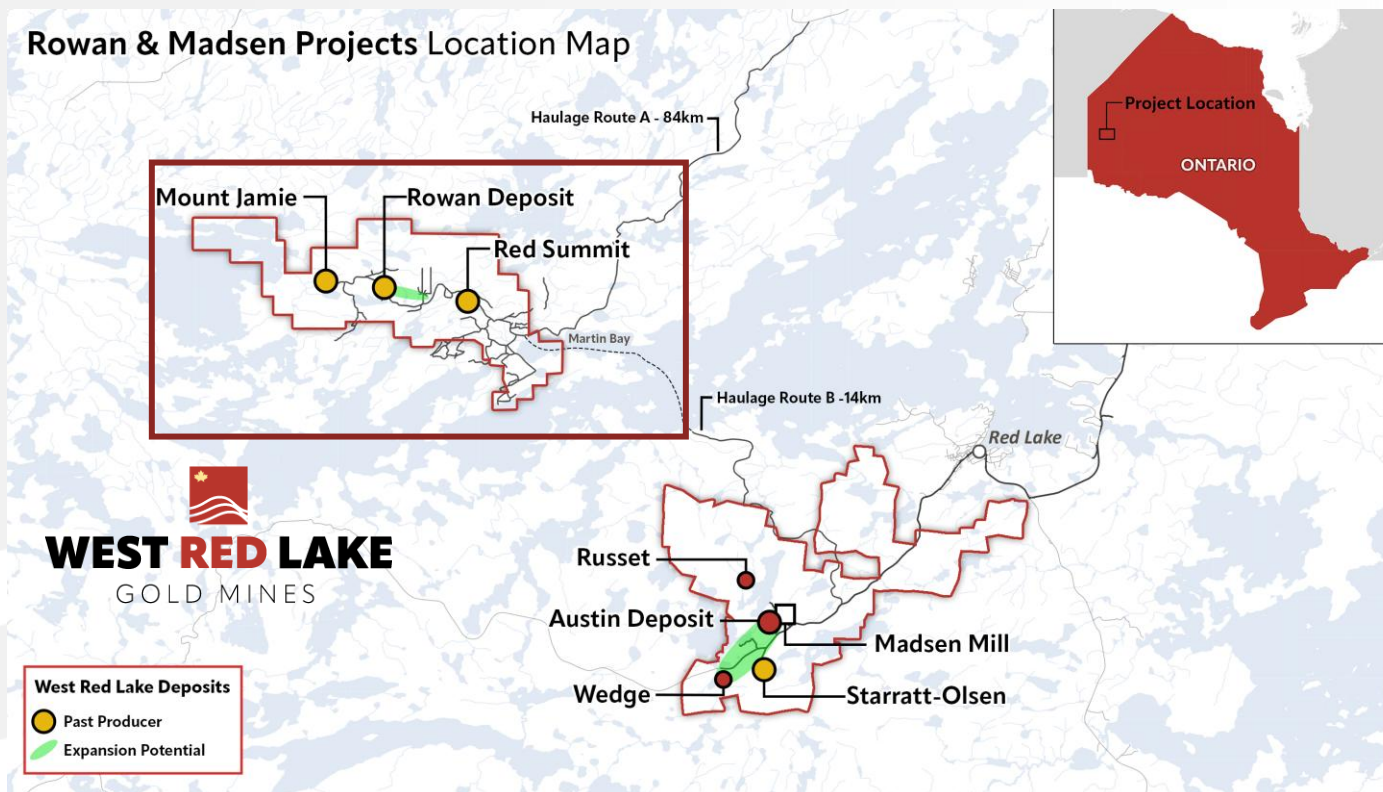 Rowan & Madsen Projects Location Map
Haulage Route A - 84km
Project Location
ONTARIO
Mount Jamie
Rowan Deposit
Red Summit
Martin Bay
Haulage Route B -14km
Red Lake
WEST RED LAKE
GOLD MINES
Russet
Austin Deposit
Madsen Mill
Wedge
Starratt-Olsen
West Red Lake Deposits
Past Producer
Expansion Potential